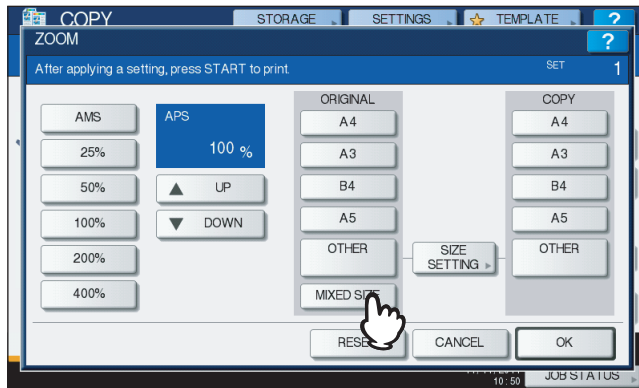 COPY
STORAGE
SETTINGS
TEMPLATE
?
ZOOM
?
After applying a setting, press START to print.
SET
1
AMS
25%
50%
100%
200%
400%
APS
100 %
UP
DOWN
ORIGINAL
A4
A3
B4
A5
OTHER
MIXED SIZE
SIZE
SETTING
COPY
A4
A3
B4
A5
OTHER
CANCEL
OK
10 : 50
JOB STATUS